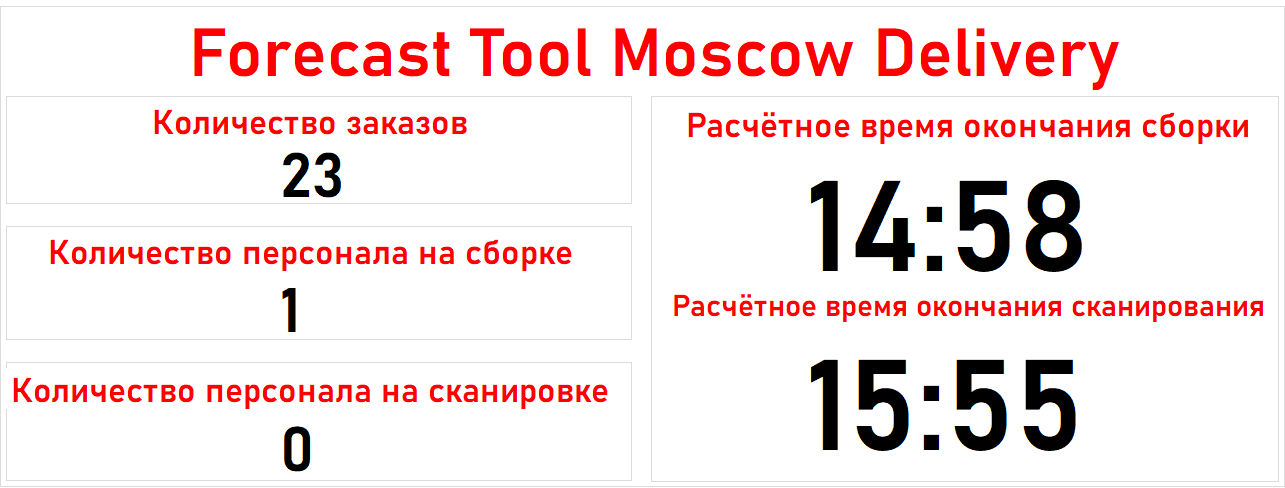 Forecast Tool Moscow Delivery
Количество заказов
23
Количество персонала на сборке
1
Количество персонала на сканировке
0
Расчётное время окончания сборки
14:58
Расчётное время окончания сканирования
15:55